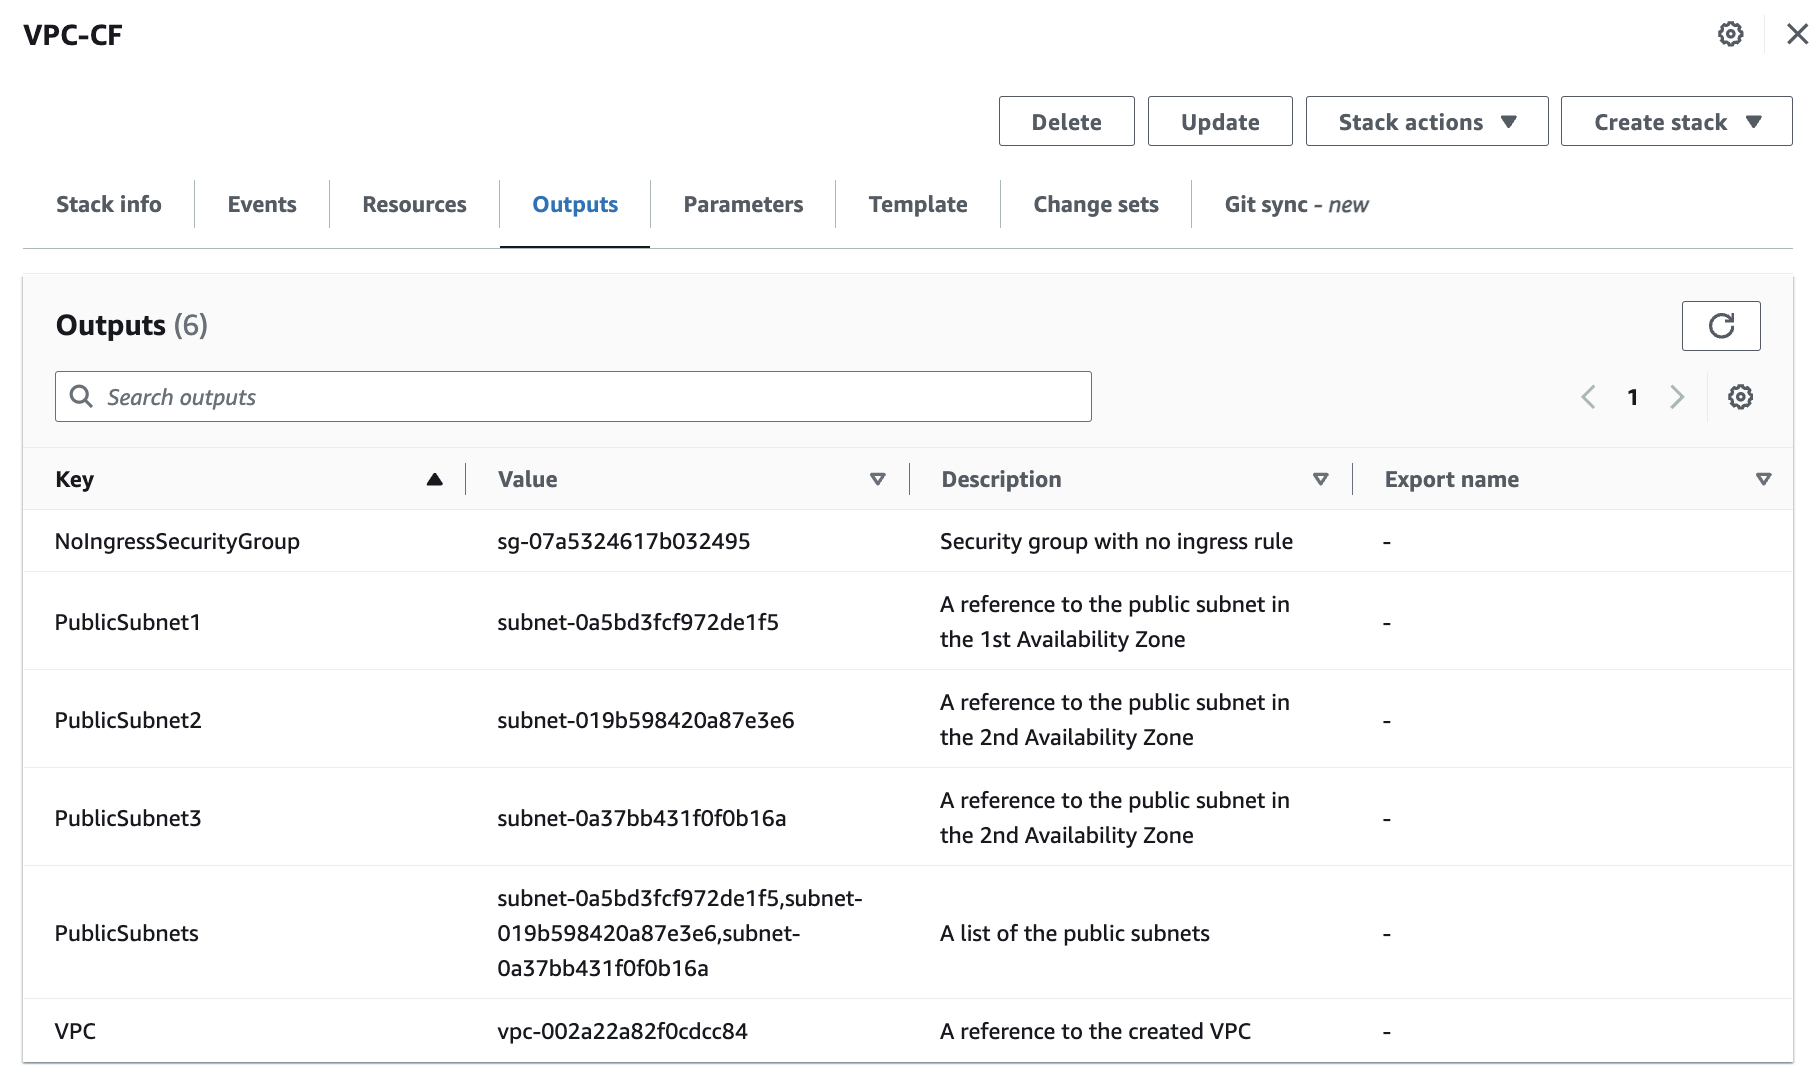 VPC-CF
Delete
Update
Stack actions
Create stack
Stack info
Events
Resources
Outputs
Parameters
Template
Change sets
Git sync - new
Outputs (6)
Search outputs
1
Key
Value
Description
Export name
NoIngressSecurityGroup
sg-07a5324617b032495
Security group with no ingress rule
-
PublicSubnet1
subnet-0a5bd3fcf972de1f5
A reference to the public subnet in
the 1st Availability Zone
-
PublicSubnet2
subnet-019b598420a87e3e6
A reference to the public subnet in
the 2nd Availability Zone
-
PublicSubnet3
subnet-0a37bb431f0f0b16a
A reference to the public subnet in
the 2nd Availability Zone
-
PublicSubnets
subnet-0a5bd3fcf972de1f5,subnet-
019b598420a87e3e6,subnet-
0a37bb431f0f0b16a
A list of the public subnets
-
VPC
vpc-002a22a82f0cdcc84
A reference to the created VPC
-